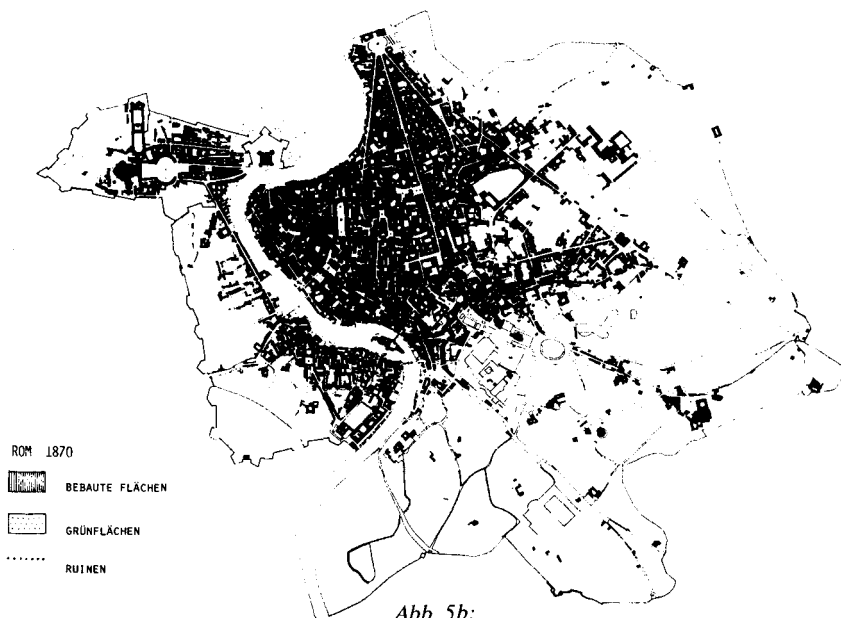 ROM 1870
BEBAUTE FLÄCHEN
GRÜNFLÄCHEN
RUINEN
Abb. 5b: